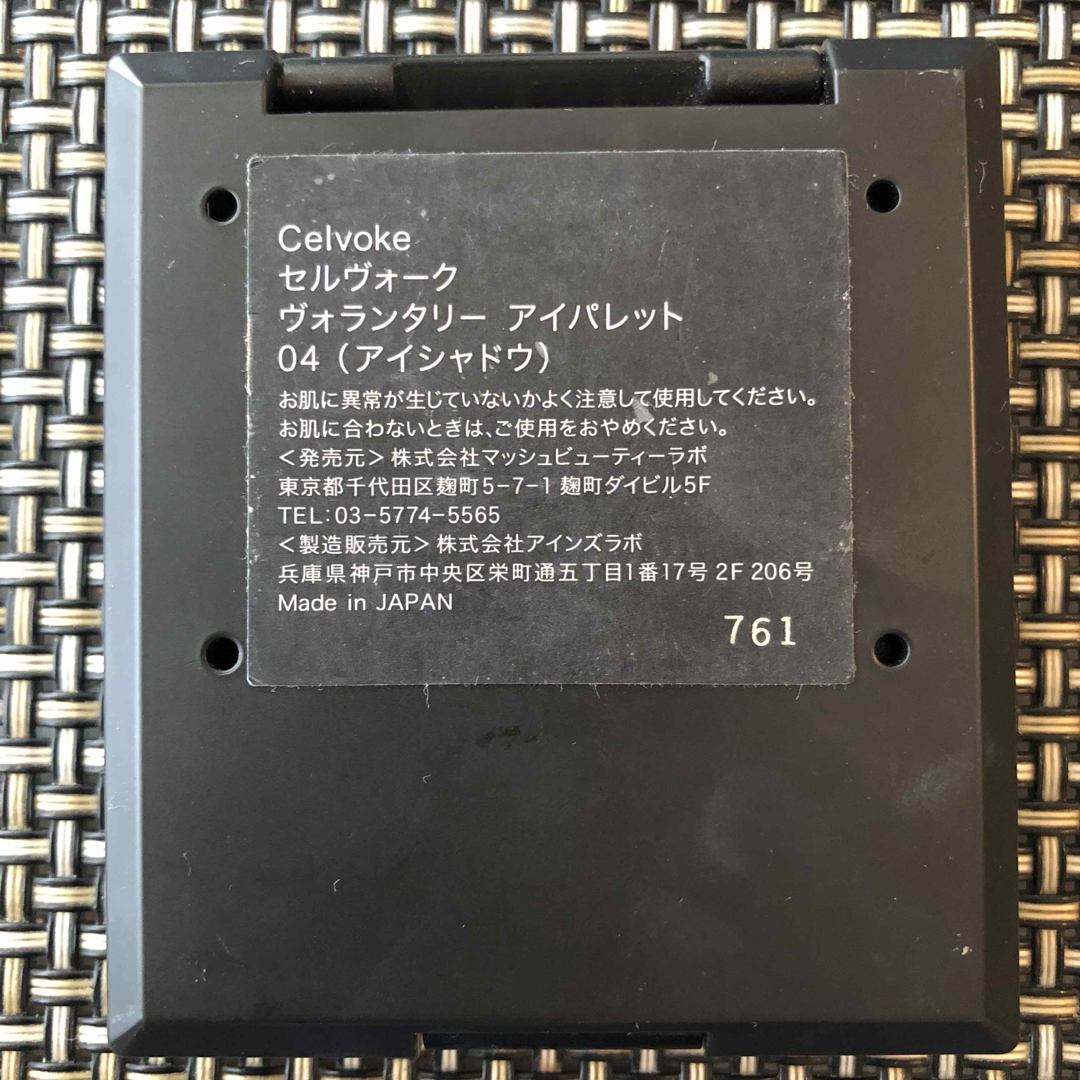 Celvoke
セルヴォーク
ヴォランタリー アイパレット
04（アイシャドウ）
お肌に異常が生じていないかよく注意して使用してください。
お肌に合わないときは、ご使用をおやめください。
＜発売元＞株式会社マッシュビューティーラボ
東京都千代田区麹町5-7-1 麹町ダイビル5F
TEL:03-5774-5565
＜製造販売元＞株式会社アインズラボ
兵庫県神戸市中央区栄町通五丁目1番17号 2F 206号
Made in JAPAN
761